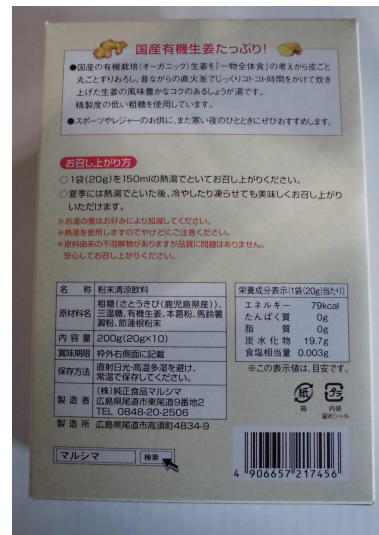 国産有機生姜たっぷり!
●国産の有機栽培(オーガニック)生姜を「一物全体食」の考えから皮ごと
丸ごとすりおろし、昔ながらの直火釜でじっくりコトコト時間をかけて炊き
上げた生姜の風味豊かなコクのあるしょうが湯です。
精製度の低い粗糖を使用しています。
●スポーツやレジャーのお供に、また寒い夜のひとときにぜひおすすめします。
お召し上がり方
○1袋(20g)を150mlの熱湯でといてお召し上がりください。
○夏季には熱湯でといた後、冷やしたり凍らせても美味しくお召し上がり
いただけます。
※お湯の量はお好みにより加減してください。
※熱湯を使用しますのでやけどにご注意ください。
※原料由来の不溶解物がありますが品質に問題はありません。
安心してお召し上がりください。
名 称 粉末清涼飲料
原材料名 粗糖(さとうきび(鹿児島県産))、
三温糖、有機生姜、本葛粉、馬鈴薯
澱粉、節蓮根粉末
内 容 量 200g(20g×10)
賞味期限 枠外右側面に記載
保存方法 直射日光・高温多湿を避け、
常温で保存してください。
製 造 者 (株)純正食品マルシマ
広島県尾道市東尾道9番地2
TEL 0848-20-2506
製 造 所 広島県尾道市高須町4834-9
マルシマ 検索
栄養成分表示(1袋(20g)当たり)
エネルギー 79kcal
たんぱく質 0g
脂 質 0g
炭水化物 19.7g
食塩相当量 0.003g
※この表示値は、目安です。
紙 プラ
箱 内装
留めシール
4 906657 217456